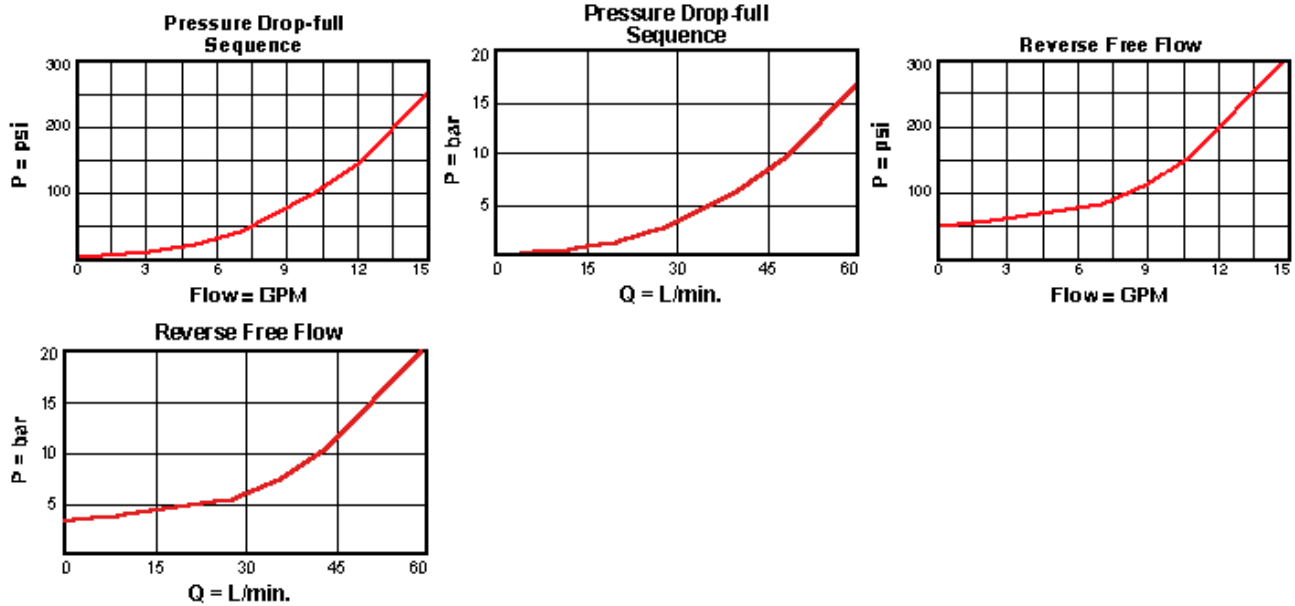 Pressure Drop-full
Sequence
300
200
100
P = psi
0 3 6 9 12 15
Flow = GPM
Pressure Drop-full
Sequence
20
15
10
5
P = bar
0 15 30 45 60
Q = L/min.
Reverse Free Flow
300
200
100
P = psi
0 3 6 9 12 15
Flow = GPM
Reverse Free Flow
20
15
10
5
P = bar
0 15 30 45 60
Q = L/min.